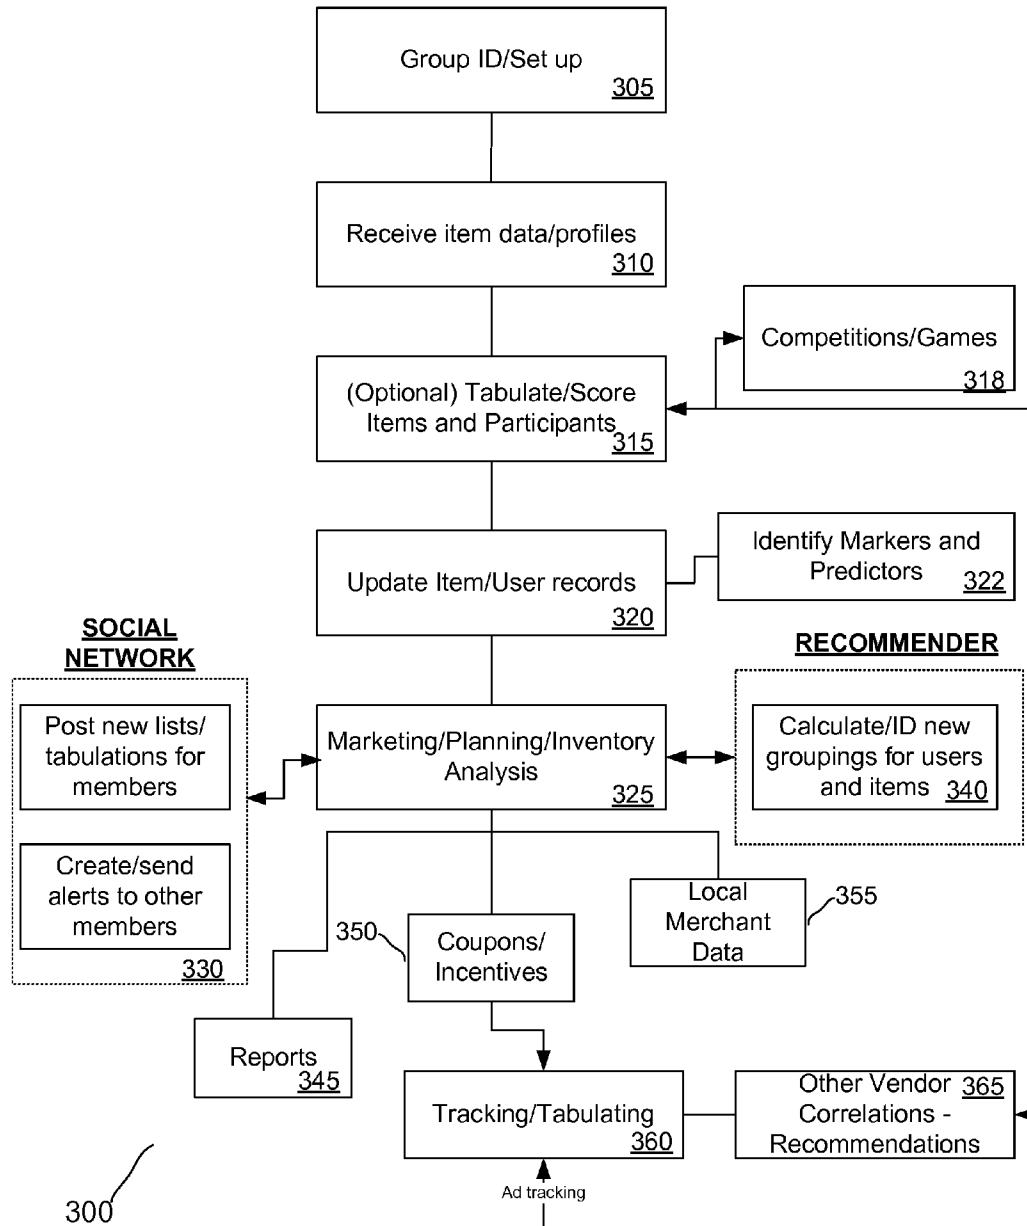 Group ID/Set up
305
Receive item data/profiles
310
Competitions/Games
318
(Optional) Tabulate/Score
Items and Participants
315
Identify Markers and
Predictors
322
Update Item/User records
320
SOCIAL
NETWORK
RECOMMENDER
Post new lists/
tabulations for
members
Marketing/Planning/Inventory
Analysis
325
Calculate/ID new
groupings for users
and items
340
Create/send
alerts to other
members
330
350
Coupons/
Incentives
Local
Merchant
Data
355
Reports
345
Tracking/Tabulating
360
Other Vendor
Correlations -
Recommendations
365
Ad tracking
300